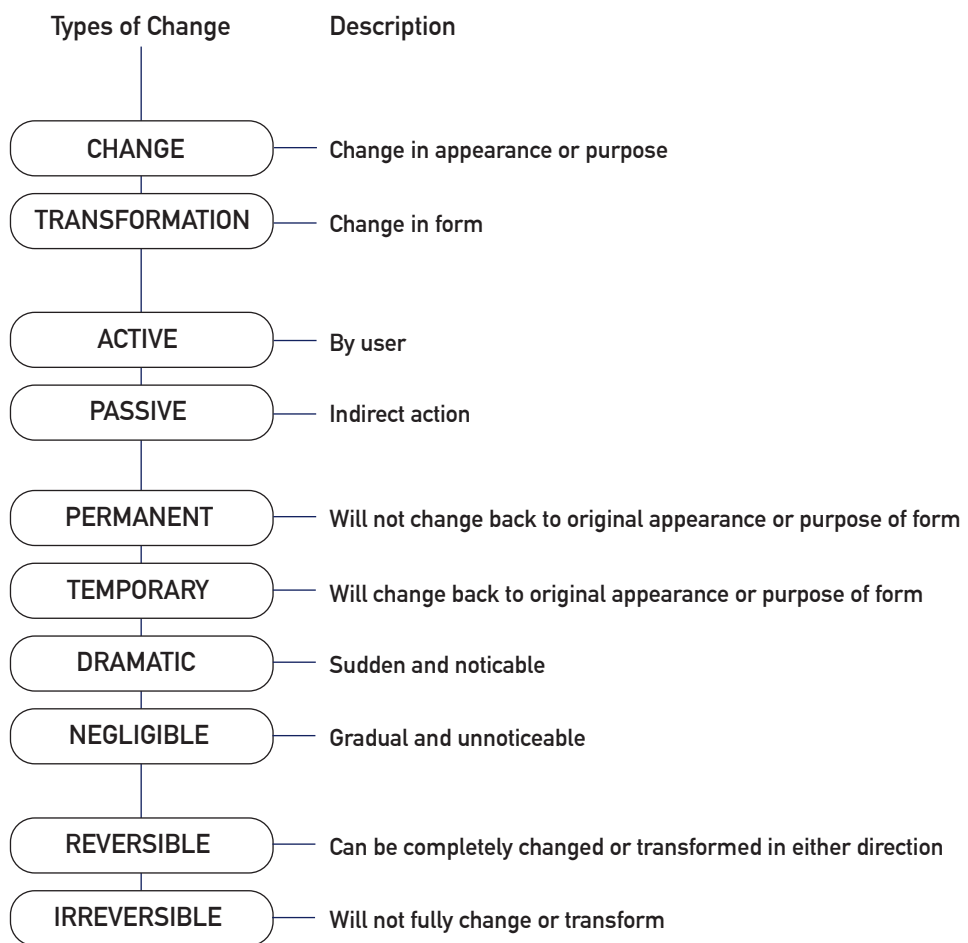 Types of Change Description
CHANGE Change in appearance or purpose
TRANSFORMATION Change in form
ACTIVE By user
PASSIVE Indirect action
PERMANENT Will not change back to original appearance or purpose of form
TEMPORARY Will change back to original appearance or purpose of form
DRAMATIC Sudden and noticable
NEGLIGIBLE Gradual and unnoticeable
REVERSIBLE Can be completely changed or transformed in either direction
IRREVERSIBLE Will not fully change or transform